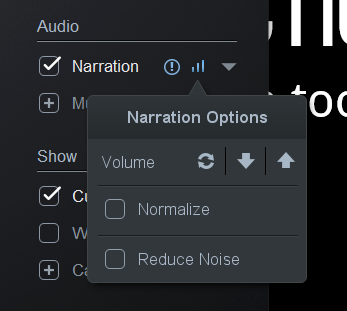 Audio
Narration
Narration Options
Volume
Normalize
Show
Reduce Noise